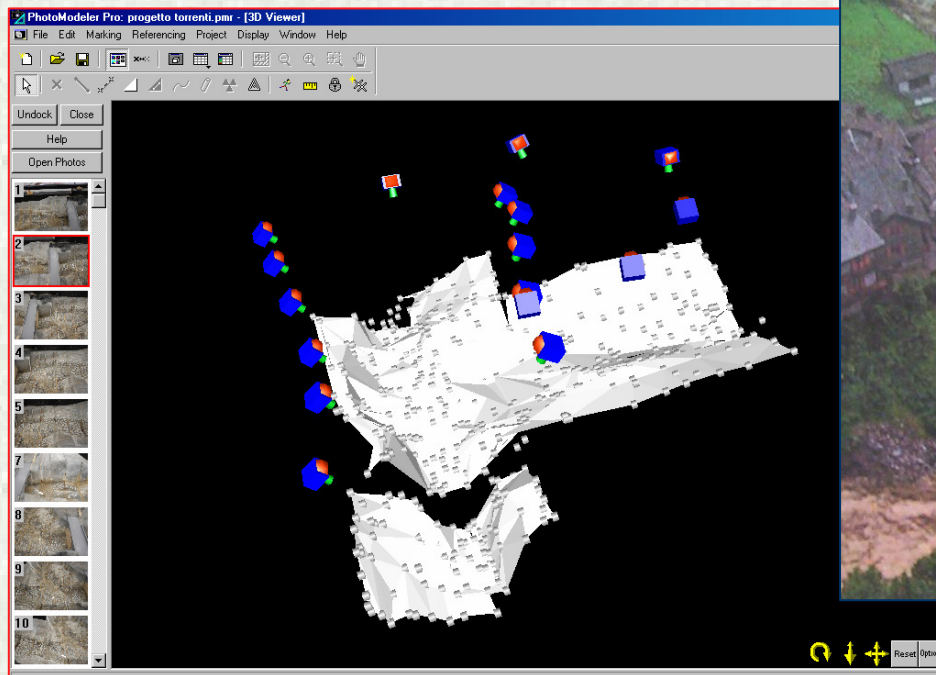 PhotoModeler Pro: progetto torrenti.pmr - [3D Viewer]
File Edit Marking Referencing Project Display Window Help
Undock Close
Help
Open Photos
1
2
3
4
5
7
8
9
10
Reset